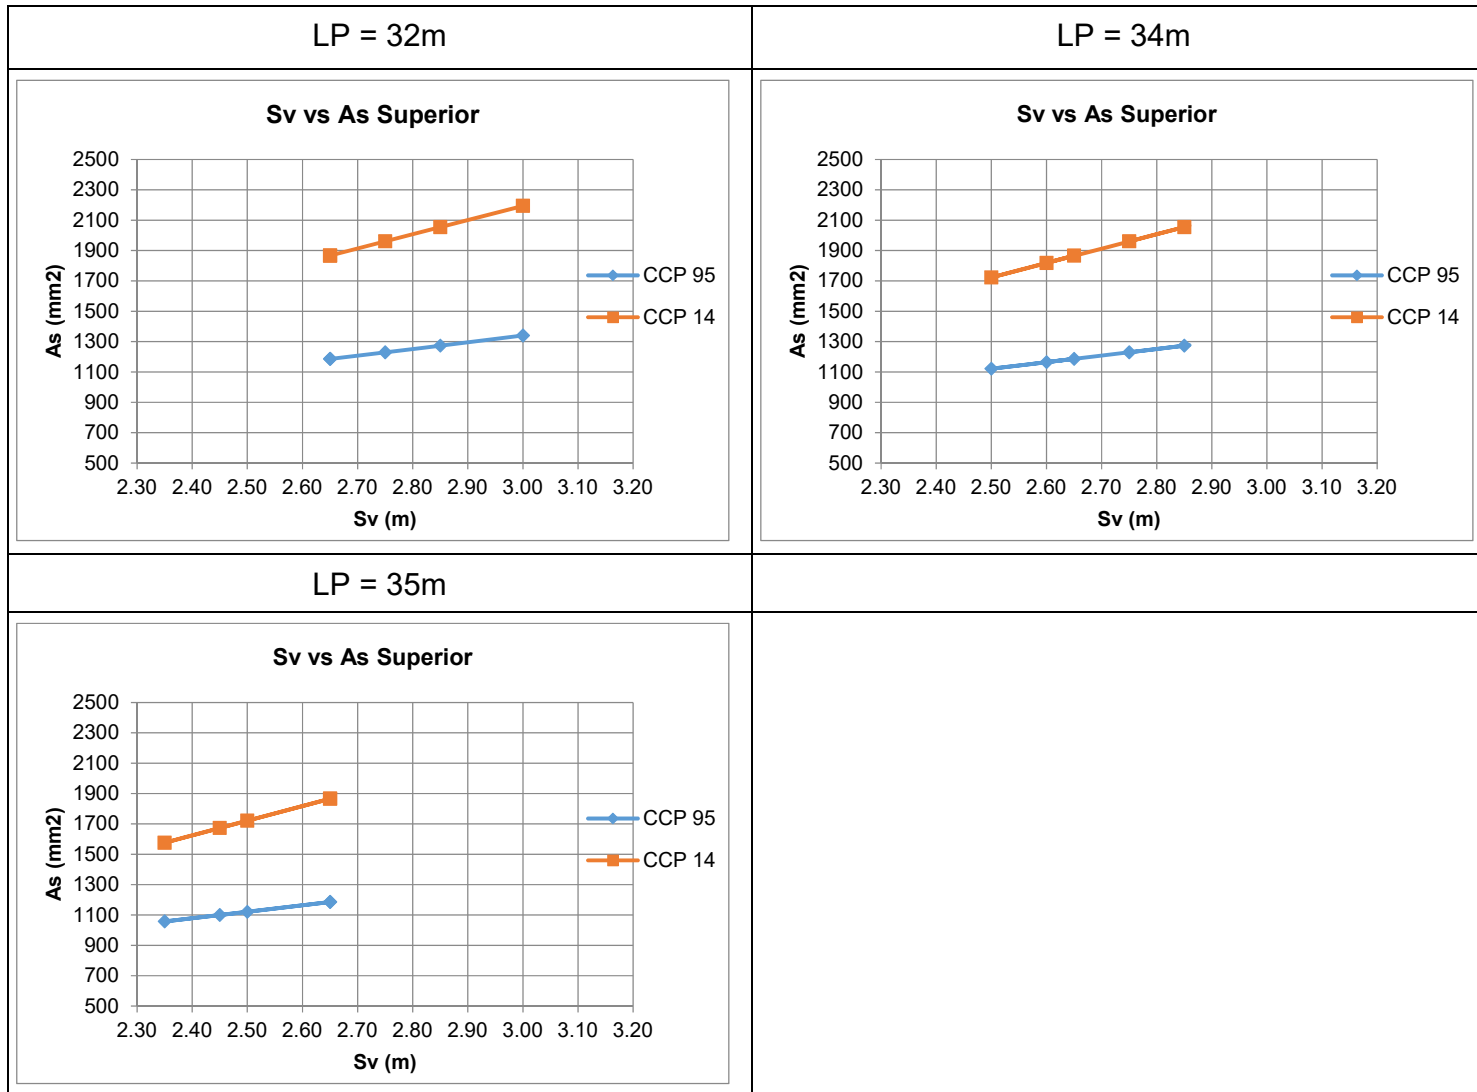 LP = 32m
LP = 34m
Sv vs As Superior
2500
2300
2100
1900
1700
1500
1300
1100
900
700
500
As (mm2)
2.30 2.40 2.50 2.60 2.70 2.80 2.90 3.00 3.10 3.20
Sv (m)
CCP 95
CCP 14
Sv vs As Superior
2500
2300
2100
1900
1700
1500
1300
1100
900
700
500
As (mm2)
2.30 2.40 2.50 2.60 2.70 2.80 2.90 3.00 3.10 3.20
Sv (m)
CCP 95
CCP 14
LP = 35m
Sv vs As Superior
2500
2300
2100
1900
1700
1500
1300
1100
900
700
500
As (mm2)
2.30 2.40 2.50 2.60 2.70 2.80 2.90 3.00 3.10 3.20
Sv (m)
CCP 95
CCP 14